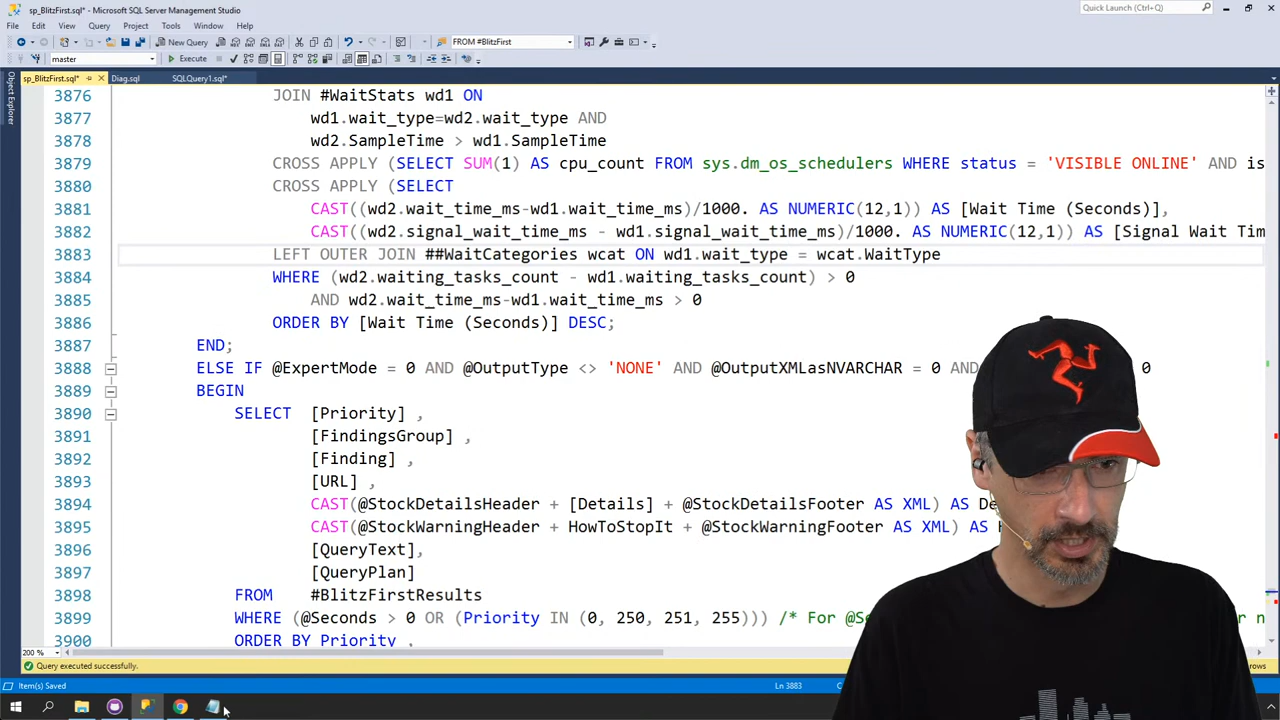 sp_BlitzFirst.sql* - Microsoft SQL Server Management Studio
Quick Launch (Ctrl+Q)
File Edit View Query Project Tools Window Help
New Query
FROM #BlitzFirst
master
Execute
sp_BlitzFirst.sql*
Diag.sql
SQLQuery1.sql*
Object Explorer
3876 JOIN #WaitStats wd1 ON
3877 wd1.wait_type=wd2.wait_type AND
3878 wd2.SampleTime > wd1.SampleTime
3879 CROSS APPLY (SELECT SUM(1) AS cpu_count FROM sys.dm_os_schedulers WHERE status = 'VISIBLE ONLINE' AND is
3880 CROSS APPLY (SELECT
3881 CAST((wd2.wait_time_ms-wd1.wait_time_ms)/1000. AS NUMERIC(12,1)) AS [Wait Time (Seconds)],
3882 CAST((wd2.signal_wait_time_ms - wd1.signal_wait_time_ms)/1000. AS NUMERIC(12,1)) AS [Signal Wait Tim
3883 LEFT OUTER JOIN ##WaitCategories wcat ON wd1.wait_type = wcat.WaitType
3884 WHERE (wd2.waiting_tasks_count - wd1.waiting_tasks_count) > 0
3885 AND wd2.wait_time_ms-wd1.wait_time_ms > 0
3886 ORDER BY [Wait Time (Seconds)] DESC;
3887 END;
3888 ELSE IF @ExpertMode = 0 AND @OutputType <> 'NONE' AND @OutputXMLasNVARCHAR = 0 AND 0
3889 BEGIN
3890 SELECT [Priority] ,
3891 [FindingsGroup] ,
3892 [Finding] ,
3893 [URL] ,
3894 CAST(@StockDetailsHeader + [Details] + @StockDetailsFooter AS XML) AS De
3895 CAST(@StockWarningHeader + HowToStopIt + @StockWarningFooter AS XML) AS H
3896 [QueryText],
3897 [QueryPlan]
3898 FROM #BlitzFirstResults
3899 WHERE (@Seconds > 0 OR (Priority IN (0, 250, 251, 255))) /* For @Se r n
3900 ORDER BY Priority ,
200 %
Query executed successfully.
rows
Item(s) Saved
Ln 3883